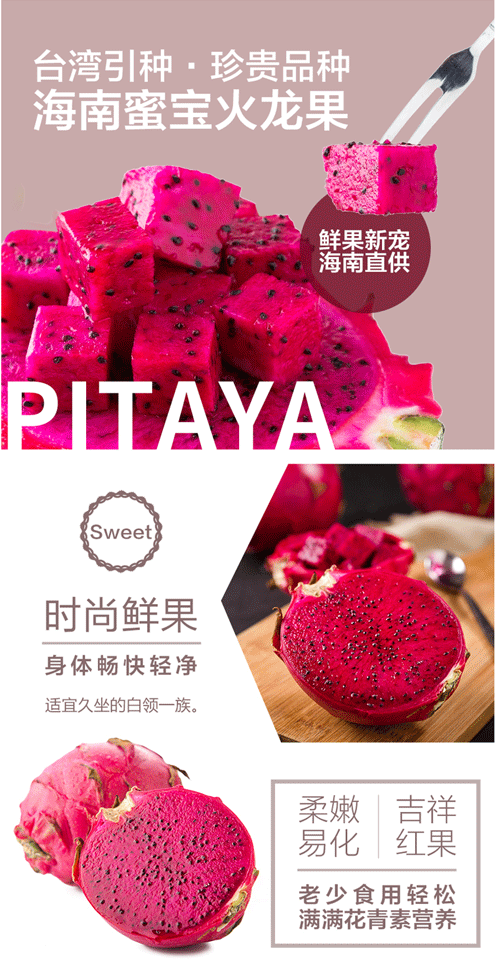 台湾引种·珍贵品种
海南蜜宝火龙果
鲜果新宠
海南直供
PITAYA
Sweet
时尚鲜果
身体畅快轻净
适宜久坐的白领一族。
柔嫩 吉祥
易化 红果
老少食用轻松
满满花青素营养